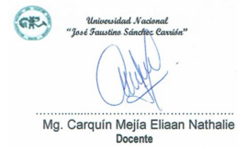 Universidad Nacional
"José Faustino Sánchez Carrión"
Mg. Carquín Mejía Eliaan Nathalie
Docente